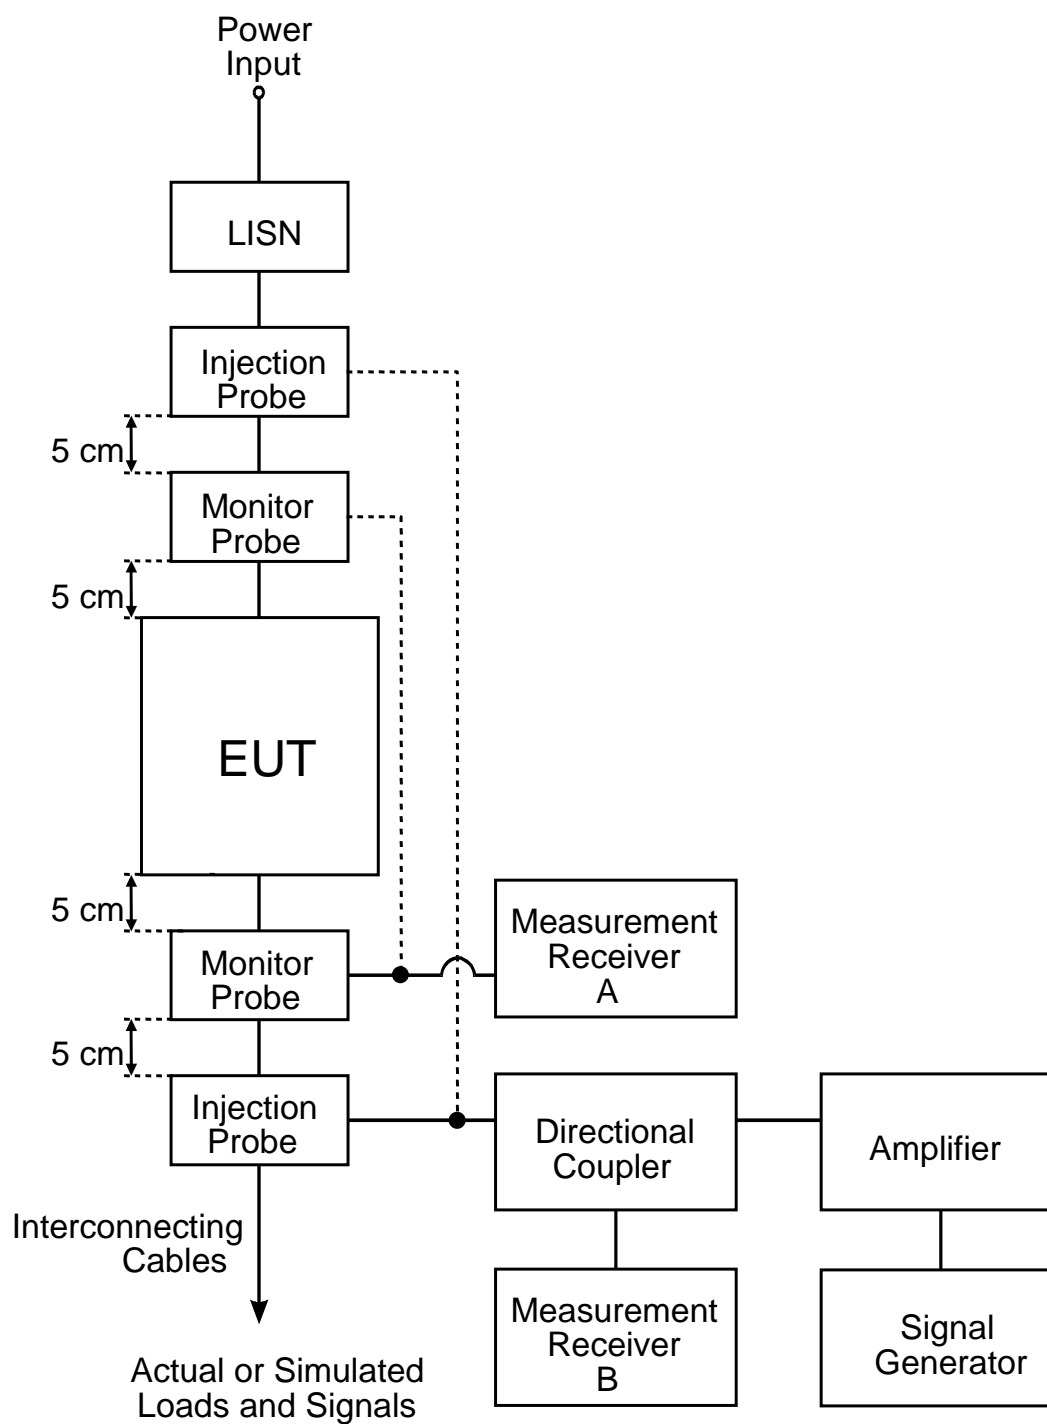 Power
Input
LISN
Injection
Probe
5 cm
Monitor
Probe
5 cm
EUT
5 cm
Monitor
Probe
Measurement
Receiver
A
5 cm
Injection
Probe
Directional
Coupler
Amplifier
Interconnecting
Cables
Measurement
Receiver
B
Signal
Generator
Actual or Simulated
Loads and Signals